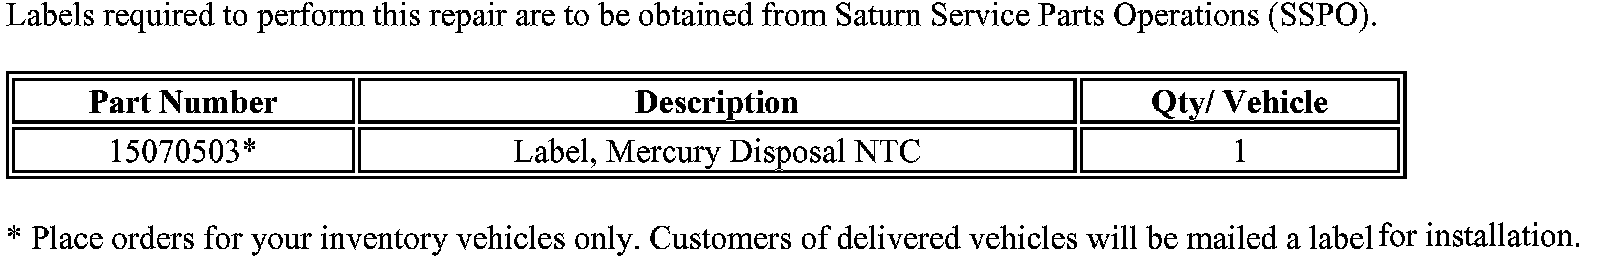 Labels required to perform this repair are to be obtained from Saturn Service Parts Operations (SSPO).
Part Number Description Qty/ Vehicle
15070503* Label, Mercury Disposal NTC 1
* Place orders for your inventory vehicles only. Customers of delivered vehicles will be mailed a label for installation.